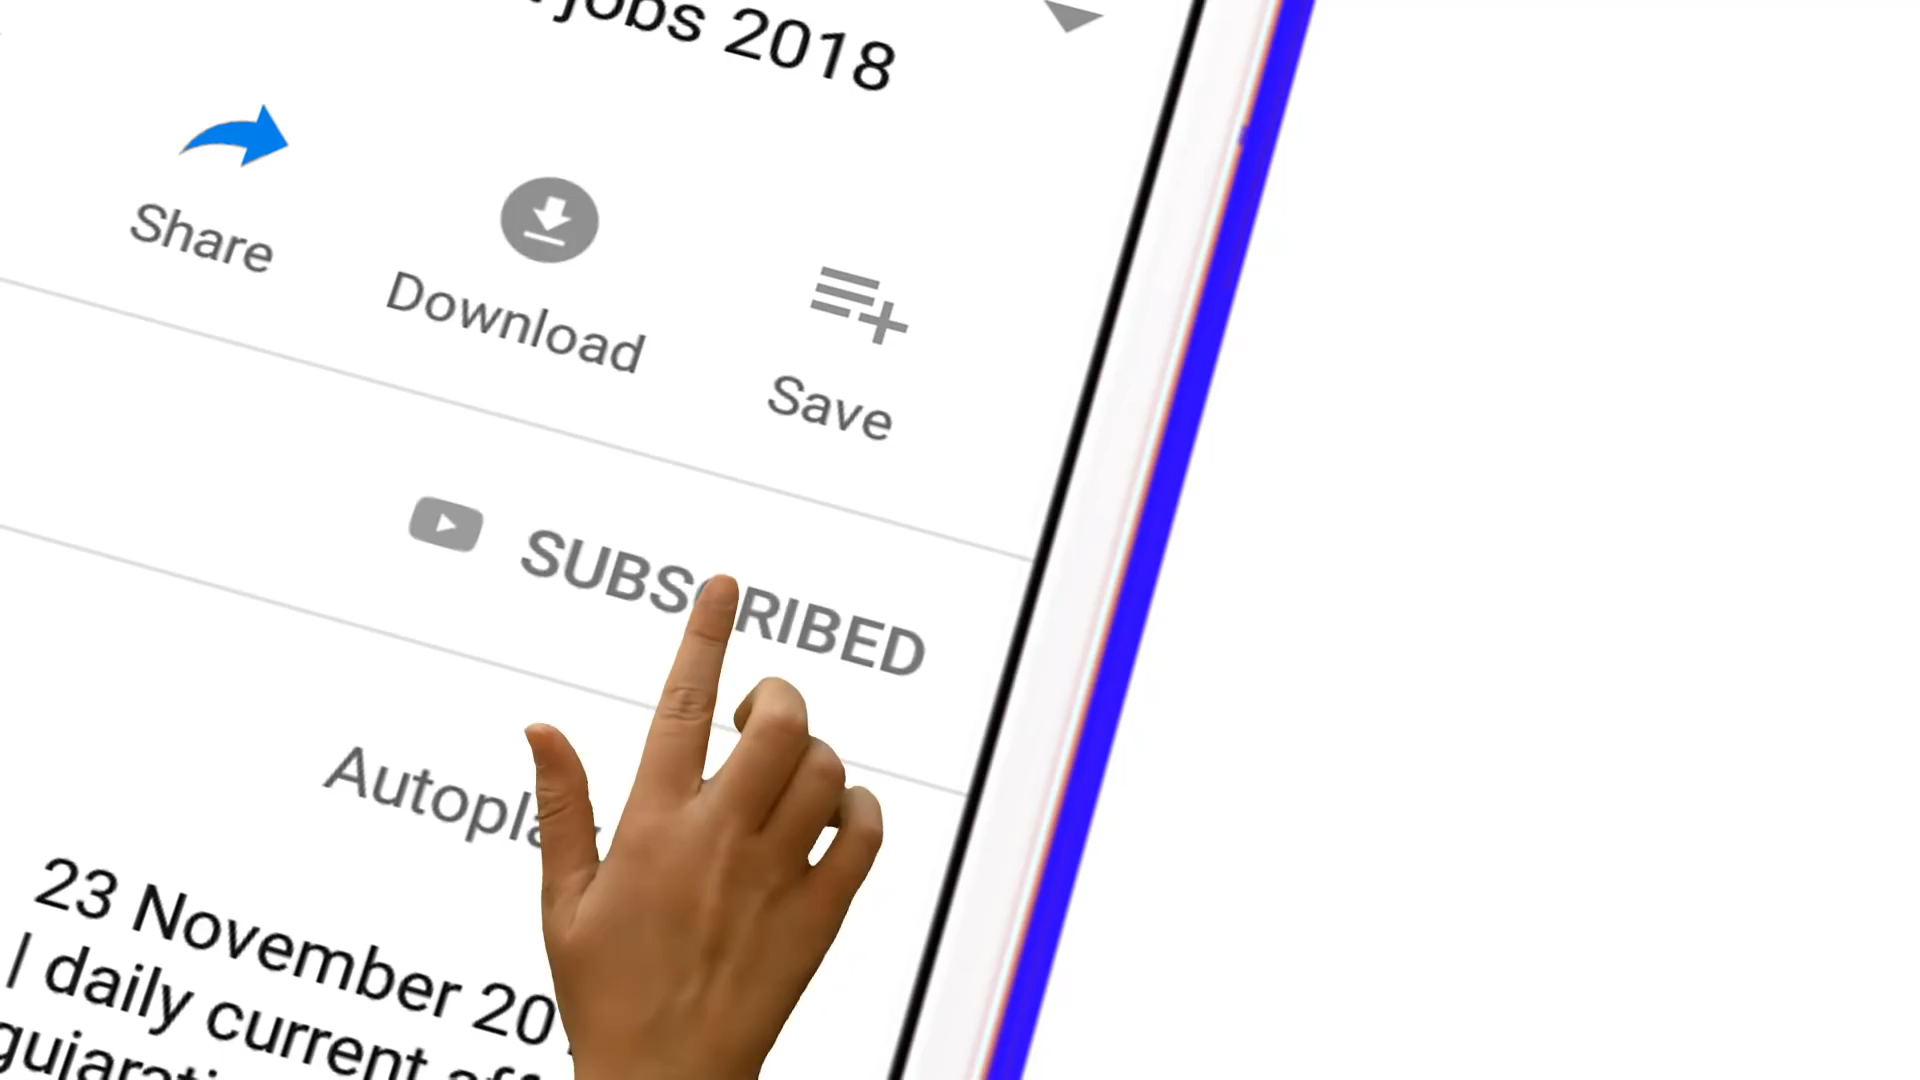 jobs 2018
Share
Download
Save
SUBSCRIBED
23 November 20
| daily current